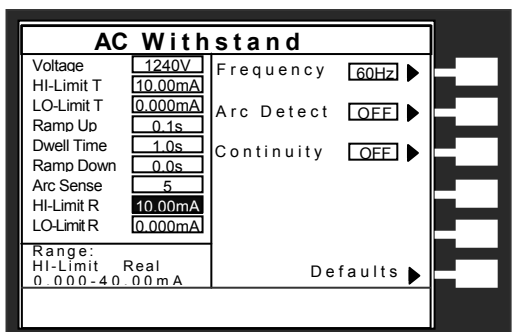 AC Withstand
Voltage 1240V
HI-Limit T 10.00mA
LO-Limit T 0.000mA
Ramp Up 0.1s
Dwell Time 1.0s
Ramp Down 0.0s
Arc Sense 5
HI-Limit R 10.00mA
LO-Limit R 0.000mA
Range:
HI-Limit Real
0.000-40.00mA
Frequency 60Hz
Arc Detect OFF
Continuity OFF
Defaults